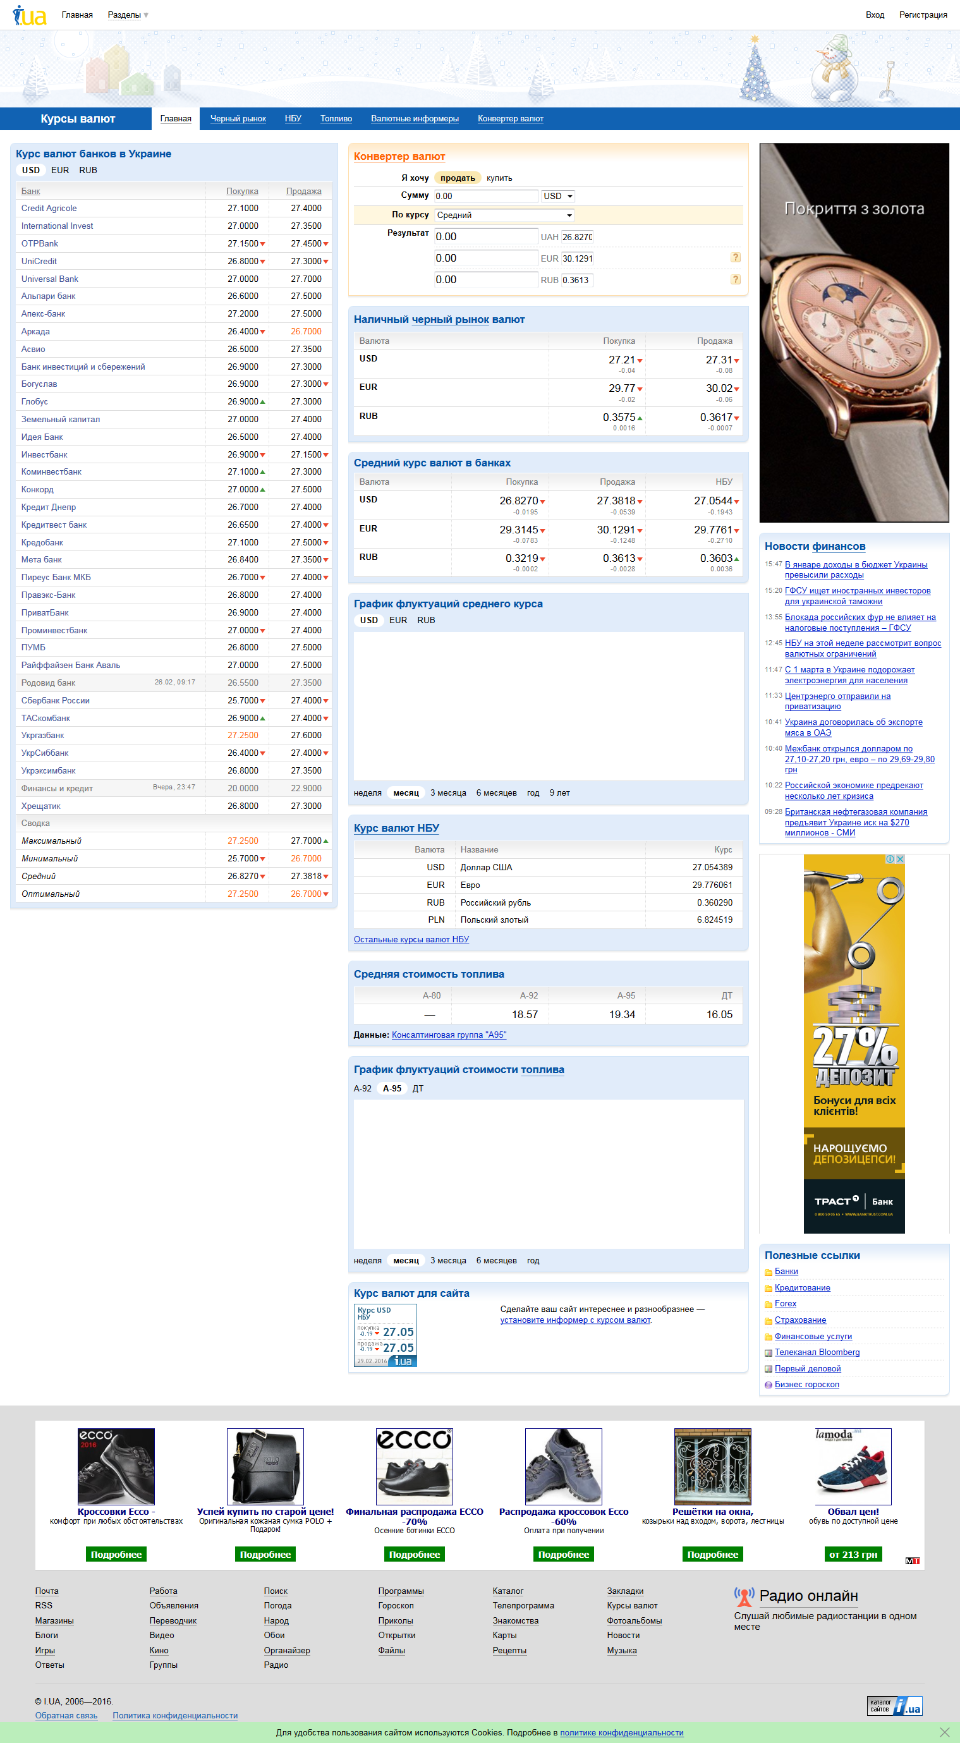 i.ua Главная Разделы Вход Регистрация
Курсы валют Главная Черный рынок НБУ Топливо Валютные информеры Конвертер валют
Курс валют банков в Украине
USD EUR RUB
Банк Покупка Продажа
Credit Agricole 27.1000 27.4000
International Invest 27.0000 27.3500
OTPBank 27.1500 27.4500
UniCredit 26.8000 27.3000
Universal Bank 27.0000 27.7000
Альпари банк 26.6000 27.5000
Апекс-банк 27.2000 27.5000
Аркада 26.4000 26.7000
Асвио 26.5000 27.3500
Банк инвестиций и сбережений 26.9000 27.3000
Богуслав 26.9000 27.3000
Глобус 26.9000 27.3000
Земельный капитал 27.0000 27.4000
Идея Банк 26.5000 27.4000
Инвестбанк 26.9000 27.1500
Коминвестбанк 27.1000 27.3000
Конкорд 27.0000 27.5000
Кредит Днепр 26.7000 27.4000
Кредитвест банк 26.6500 27.4000
Кредобанк 27.1000 27.5000
Мета банк 26.8400 27.3500
Пиреус Банк МКБ 26.7000 27.4000
Правэкс-Банк 26.8000 27.4000
ПриватБанк 26.9000 27.4000
Проминвестбанк 27.0000 27.4000
ПУМБ 26.8000 27.5000
Райффайзен Банк Аваль 27.0000 27.5000
Родовид банк 26.02, 09:17 26.5500 27.3500
Сбербанк России 25.7000 27.4000
ТАСкомбанк 26.9000 27.4000
Укргазбанк 27.2500 27.6000
УкрСиббанк 26.4000 27.4000
Укрэксимбанк 26.8000 27.3500
Финансы и кредит Вчера, 23:47 20.0000 22.9000
Хрещатик 26.8000 27.3000
Сводка
Максимальный 27.2500 27.7000
Минимальный 25.7000 26.7000
Средний 26.8270 27.3818
Оптимальный 27.2500 26.7000
Конвертер валют
Я хочу продать купить
Сумму 0.00 USD
По курсу Средний
Результат 0.00 UAH 26.8270
0.00 EUR 30.1291 ?
0.00 RUB 0.3613 ?
Наличный черный рынок валют
Валюта Покупка Продажа
USD 27.21 27.31
-0.04 -0.08
EUR 29.77 30.02
-0.02 -0.06
RUB 0.3575 0.3617
0.0016 -0.0007
Средний курс валют в банках
Валюта Покупка Продажа НБУ
USD 26.8270 27.3818 27.0544
-0.0195 -0.0539 -0.1943
EUR 29.3145 30.1291 29.7761
-0.0783 -0.1248 -0.2710
RUB 0.3219 0.3613 0.3603
-0.0002 -0.0028 0.0036
График флуктуаций среднего курса
USD EUR RUB
неделя месяц 3 месяца 6 месяцев год 9 лет
Курс валют НБУ
Валюта Название Курс
USD Доллар США 27.054389
EUR Евро 29.776061
RUB Российский рубль 0.360290
PLN Польский злотый 6.824519
Остальные курсы валют НБУ
Средняя стоимость топлива
А-80 А-92 А-95 ДТ
— 18.57 19.34 16.05
Данные: Консалтинговая группа "А95"
График флуктуаций стоимости топлива
А-92 А-95 ДТ
неделя месяц 3 месяца 6 месяцев год
Курс валют для сайта
Курс USD
НБУ
покупка
-0.19 27.05
продажа
-0.19 27.05
29.02.2016 i.ua
Сделайте ваш сайт интереснее и разнообразнее —
установите информер с курсом валют.
Покриття з золота
Новости финансов
15:47 В январе доходы в бюджет Украины
превысили расходы
15:20 ГФСУ ищет иностранных инвесторов
для украинской таможни
13:55 Блокада российских фур не влияет на
налоговые поступления – ГФСУ
12:45 НБУ на этой неделе рассмотрит вопрос
валютных ограничений
11:47 С 1 марта в Украине подорожает
электроэнергия для населения
11:33 Центрэнерго отправили на
приватизацию
10:41 Украина договорилась об экспорте
мяса в ОАЭ
10:40 Межбанк открылся долларом по
27,10-27,20 грн, евро – по 29,69-29,80
грн
10:22 Российской экономике предрекают
несколько лет кризиса
09:28 Британская нефтегазовая компания
предъявит Украине иск на $270
миллионов - СМИ
27%
ДЕПОЗИТ
Бонуси для всіх
клієнтів!
НАРОЩУЄМО
ДЕПОЗИЦЕПСИ!
ТРАСТ Банк
Полезные ссылки
Банки
Кредитование
Forex
Страхование
Финансовые услуги
Телеканал Bloomberg
Первый деловой
Бизнес гороскоп
ecco 2016 ecco lamoda
Кроссовки Ecco -
комфорт при любых обстоятельствах
Подробнее
Успей купить по старой цене!
Оригинальная кожаная сумка POLO +
Подарок!
Подробнее
Финальная распродажа ECCO
-70%
Осенние ботинки ECCO
Подробнее
Распродажа кроссовок Ecco
-60%
Оплата при получении
Подробнее
Решётки на окна,
козырьки над входом, ворота, лестницы
Подробнее
Обвал цен!
обувь по доступной цене
от 213 грн
МТ
Почта Работа Поиск Программы Каталог Закладки
RSS Объявления Погода Гороскоп Телепрограмма Курсы валют
Магазины Переводчик Народ Приколы Знакомства Фотоальбомы
Блоги Видео Обои Открытки Карты Новости
Игры Кино Органайзер Файлы Рецепты Музыка
Ответы Группы Радио
Радио онлайн
Слушай любимые радиостанции в одном
месте
© I.UA, 2006—2016.
Обратная связь Политика конфиденциальности
каталог
сайтов i.ua
Для удобства пользования сайтом используются Cookies. Подробнее в политике конфиденциальности